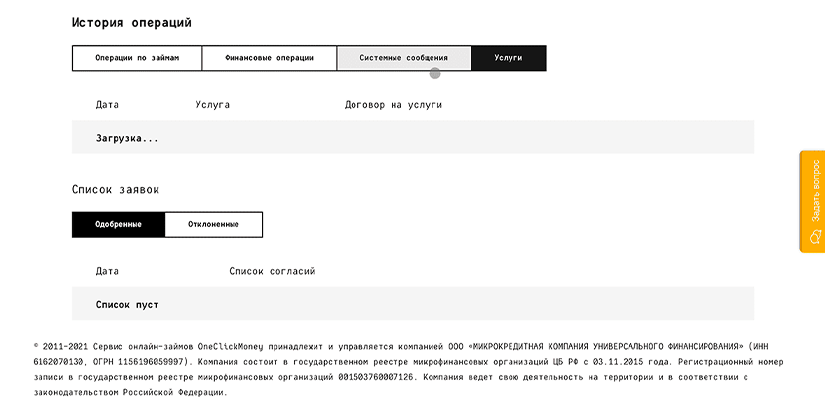 История операций
Операции по займам Финансовые операции Системные сообщения Услуги
Дата Услуга Договор на услуги
Загрузка...
Список заявок
Одобренные Отклоненные
Дата Список согласий
Список пуст
Задать вопрос
© 2011-2021 Сервис онлайн-займов OneClickMoney принадлежит и управляется компанией ООО «МИКРОКРЕДИТНАЯ КОМПАНИЯ УНИВЕРСАЛЬНОГО ФИНАНСИРОВАНИЯ» (ИНН
6162070130, ОГРН 1156196059997). Компания состоит в государственном реестре микрофинансовых организаций ЦБ РФ с 03.11.2015 года. Регистрационный номер
записи в государственном реестре микрофинансовых организаций 001503760007126. Компания ведет свою деятельность на территории и в соответствии с
законодательством Российской Федерации.